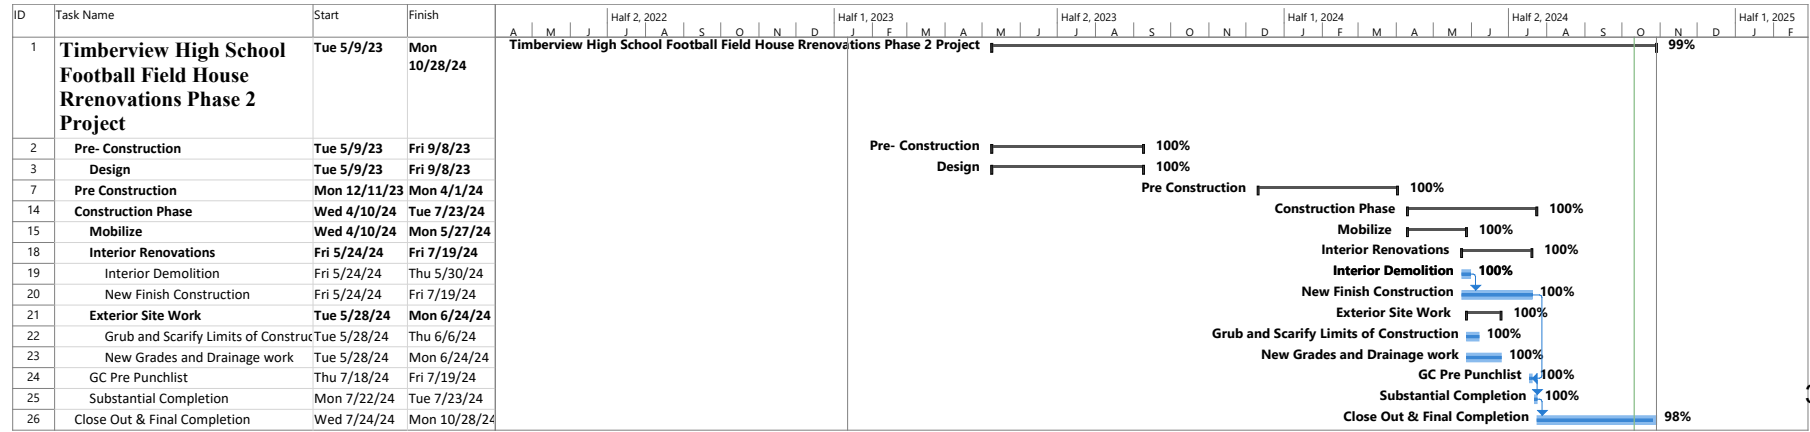 ID Task Name Start Finish Half 2, 2022 Half 1, 2023 Half 2, 2023 Half 1, 2024 Half 2, 2024 Half 1, 2025
A M J J A S O N D J F M A M J J A S O N D J F M A M J J A S O N D J F
1 Timberview High School Tue 5/9/23 Mon Timberview High School Football Field House Rrenovations Phase 2 Project 99%
Football Field House 10/28/24
Rrenovations Phase 2
Project
2 Pre- Construction Tue 5/9/23 Fri 9/8/23 Pre- Construction 100%
3 Design Tue 5/9/23 Fri 9/8/23 Design 100%
7 Pre Construction Mon 12/11/23 Mon 4/1/24 Pre Construction 100%
14 Construction Phase Wed 4/10/24 Tue 7/23/24 Construction Phase 100%
15 Mobilize Wed 4/10/24 Mon 5/27/24 Mobilize 100%
18 Interior Renovations Fri 5/24/24 Fri 7/19/24 Interior Renovations 100%
19 Interior Demolition Fri 5/24/24 Thu 5/30/24 Interior Demolition 100%
20 New Finish Construction Fri 5/24/24 Fri 7/19/24 New Finish Construction 100%
21 Exterior Site Work Tue 5/28/24 Mon 6/24/24 Exterior Site Work 100%
22 Grub and Scarify Limits of Construc Tue 5/28/24 Thu 6/6/24 Grub and Scarify Limits of Construction 100%
23 New Grades and Drainage work Tue 5/28/24 Mon 6/24/24 New Grades and Drainage work 100%
24 GC Pre Punchlist Thu 7/18/24 Fri 7/19/24 GC Pre Punchlist 100%
25 Substantial Completion Mon 7/22/24 Tue 7/23/24 Substantial Completion 100%
26 Close Out & Final Completion Wed 7/24/24 Mon 10/28/24 Close Out & Final Completion 98%